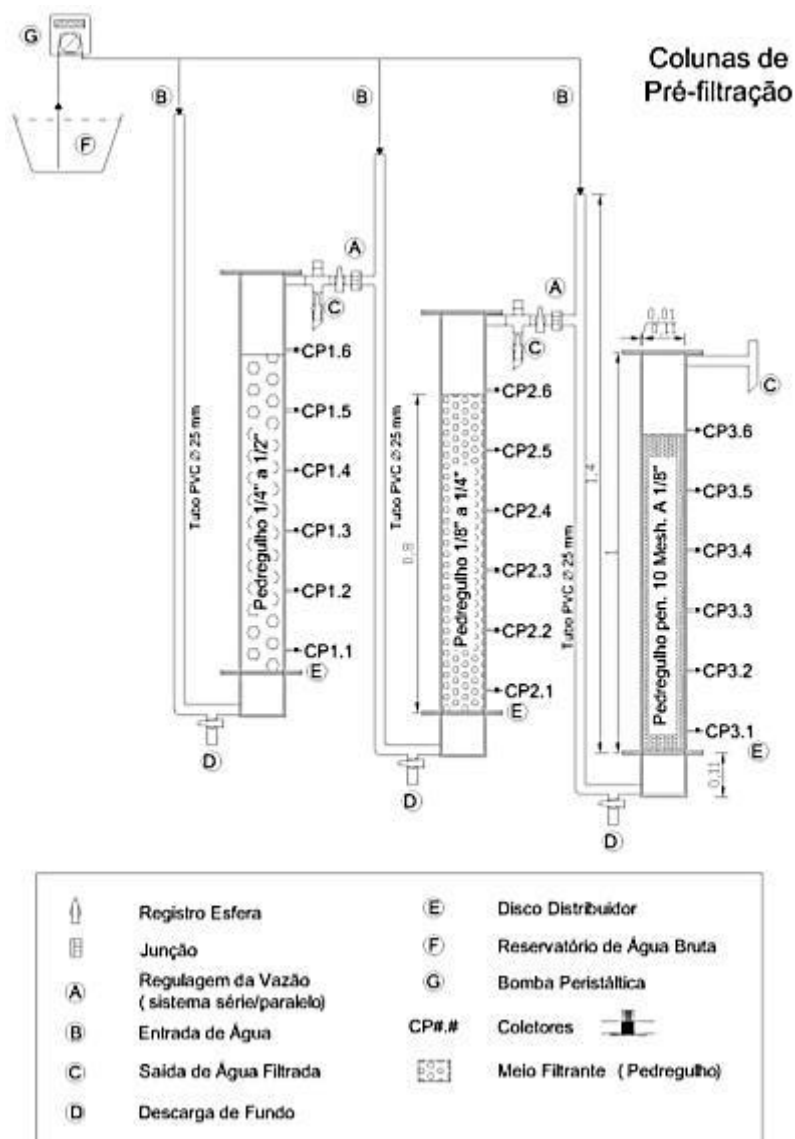 Colunas de
Pré-filtração
G
B
B
B
F
A
C
A
C
C
CP1.6
CP1.5
CP1.4
CP1.3
CP1.2
CP1.1
Tubo PVC Ø 25 mm
Pedregulho 1/4" a 1/2"
E
D
CP2.6
CP2.5
CP2.4
CP2.3
CP2.2
CP2.1
Tubo PVC Ø 25 mm
0,8
Pedregulho 1/8" a 1/4"
E
D
0,01
0,11
CP3.6
CP3.5
CP3.4
CP3.3
CP3.2
CP3.1
Tubo PVC Ø 25 mm
1,4
1
Pedregulho pen. 10 Mesh. A 1/8"
E
0,11
D
Registro Esfera
Junção
A Regulagem da Vazão
( sistema série/paralelo)
B Entrada de Água
C Saída de Água Filtrada
D Descarga de Fundo
E Disco Distribuidor
F Reservatório de Água Bruta
G Bomba Peristáltica
CP#.# Coletores
Meio Filtrante ( Pedregulho)